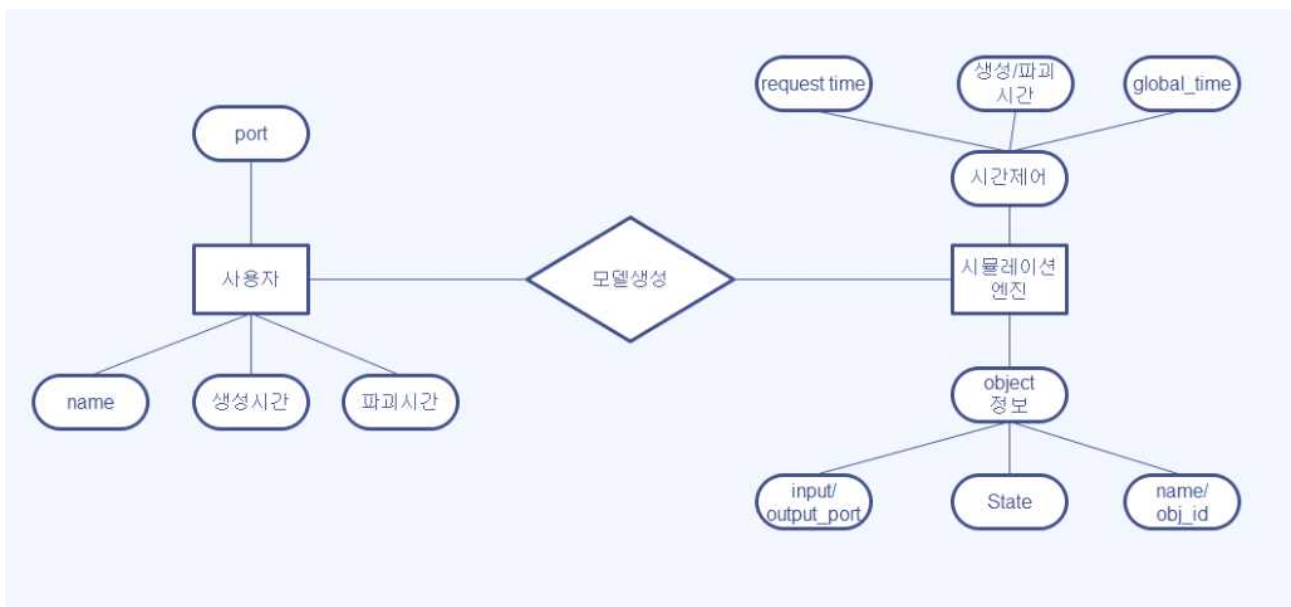 request time
생성/파괴
시간
global_time
port
시간제어
사용자
모델생성
시뮬레이션
엔진
name
생성시간
파괴시간
object
정보
input/
output_port
State
name/
obj_id